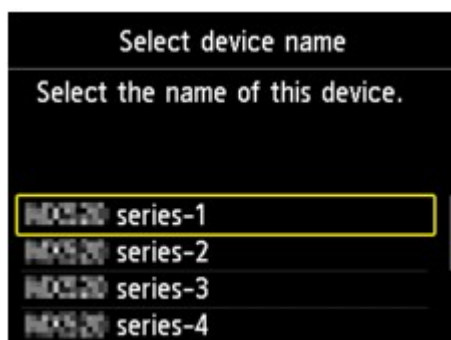 Select device name
Select the name of this device.
series-1
series-2
series-3
series-4